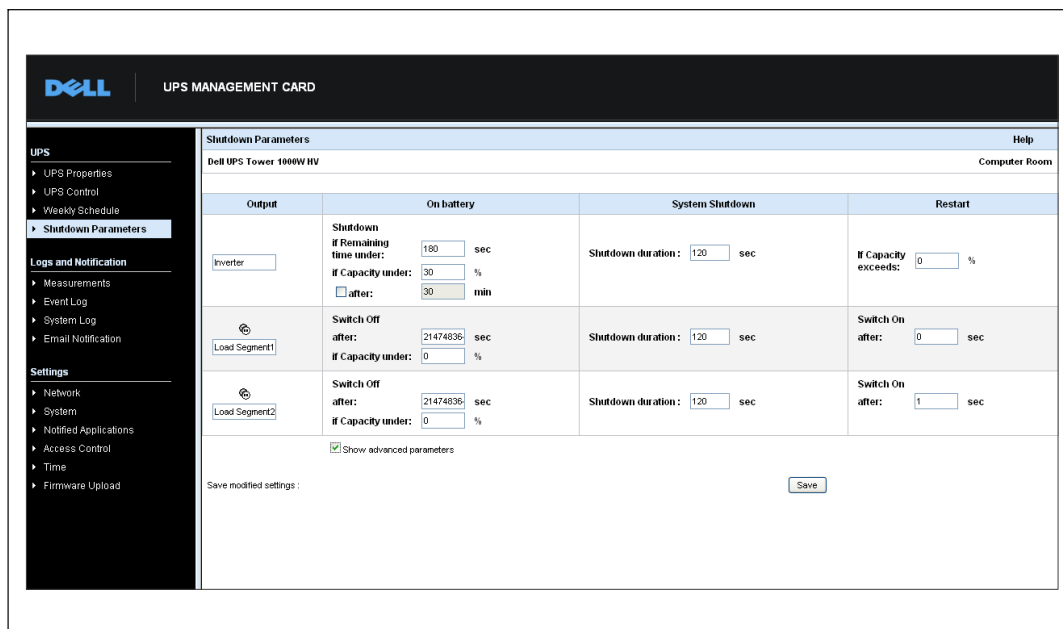 DELL
UPS MANAGEMENT CARD
UPS
UPS Properties
UPS Control
Weekly Schedule
Shutdown Parameters
Logs and Notification
Measurements
Event Log
System Log
Email Notification
Settings
Network
System
Notified Applications
Access Control
Time
Firmware Upload
Shutdown Parameters Help
Dell UPS Tower 1000W HV Computer Room
Output On battery System Shutdown Restart
Inverter
Shutdown
if Remaining
time under: 180 sec
if Capacity under: 30 %
after: 30 min
Shutdown duration : 120 sec
If Capacity
exceeds: 0 %
Load Segment1
Switch Off
after: 21474836 sec
if Capacity under: 0 %
Shutdown duration : 120 sec
Switch On
after: 0 sec
Load Segment2
Switch Off
after: 21474836 sec
if Capacity under: 0 %
Shutdown duration : 120 sec
Switch On
after: 1 sec
Show advanced parameters
Save modified settings :
Save